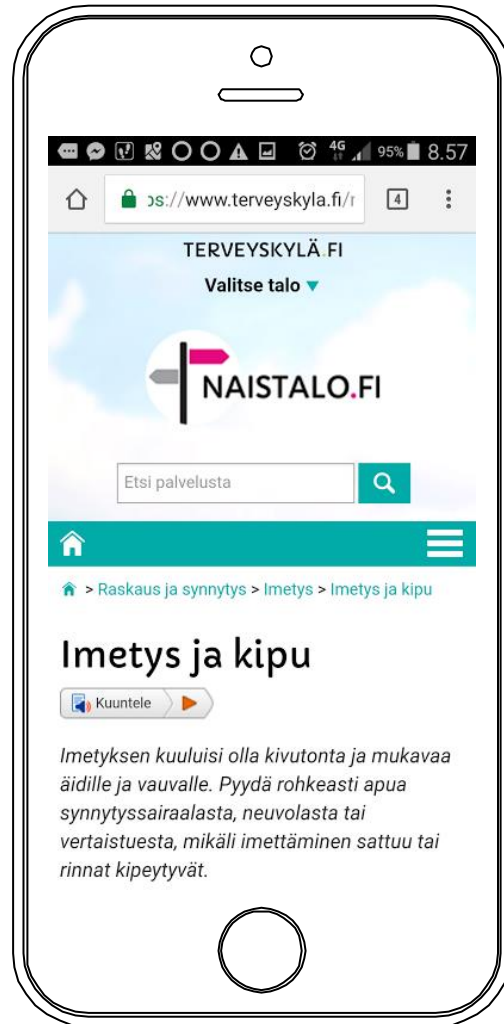 4G 95% 8.57
ps://www.terveyskyla.fi/r 4
TERVEYSKYLÄ.FI
Valitse talo
NAISTALO.FI
Etsi palvelusta
> Raskaus ja synnytys > Imetys > Imetys ja kipu
Imetys ja kipu
Kuuntele
Imetyksen kuuluisi olla kivutonta ja mukavaa
äidille ja vauvalle. Pyydä rohkeasti apua
synnytyssairaalasta, neuvolasta tai
vertaistuesta, mikäli imettäminen sattuu tai
rinnat kipeytyvät.